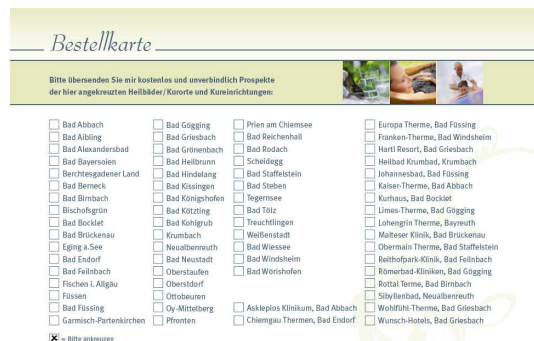 Bestellkarte
Bitte übersenden Sie mir kostenlos und unverbindlich Prospekte
der hier angekreuzten Heilbäder/Kurorte und Kureinrichtungen:
Bad Abbach
Bad Aibling
Bad Alexandersbad
Bad Bayersoien
Berchtesgadener Land
Bad Berneck
Bad Birnbach
Bischofsgrün
Bad Bocklet
Bad Brückenau
Eging a.See
Bad Endorf
Bad Feilnbach
Fischen i. Allgäu
Füssen
Bad Füssing
Garmisch-Partenkirchen
Bad Gögging
Bad Griesbach
Bad Grönenbach
Bad Heilbrunn
Bad Hindelang
Bad Kissingen
Bad Königshofen
Bad Kötzting
Bad Kohlgrub
Krumbach
Neualbenreuth
Bad Neustadt
Oberstaufen
Oberstdorf
Ottobeuren
Oy-Mittelberg
Pfronten
Prien am Chiemsee
Bad Reichenhall
Bad Rodach
Scheidegg
Bad Staffelstein
Bad Steben
Tegernsee
Bad Tölz
Treuchtlingen
Weißenstadt
Bad Wiessee
Bad Windsheim
Bad Wörishofen
Asklepios Klinikum, Bad Abbach
Chiemgau Thermen, Bad Endorf
Europa Therme, Bad Füssing
Franken-Therme, Bad Windsheim
Hartl Resort, Bad Griesbach
Heilbad Krumbad, Krumbach
Johannesbad, Bad Füssing
Kaiser-Therme, Bad Abbach
Kurhaus, Bad Bocklet
Limes-Therme, Bad Gögging
Lohengrin Therme, Bayreuth
Malteser Klinik, Bad Brückenau
Obermain Therme, Bad Staffelstein
Reithofpark-Klinik, Bad Feilnbach
Römerbad-Kliniken, Bad Gögging
Rottal Terme, Bad Birnbach
Sibyllenbad, Neualbenreuth
Wohlfühl-Therme, Bad Griesbach
Wunsch-Hotels, Bad Griesbach
X = Bitte ankreuzen